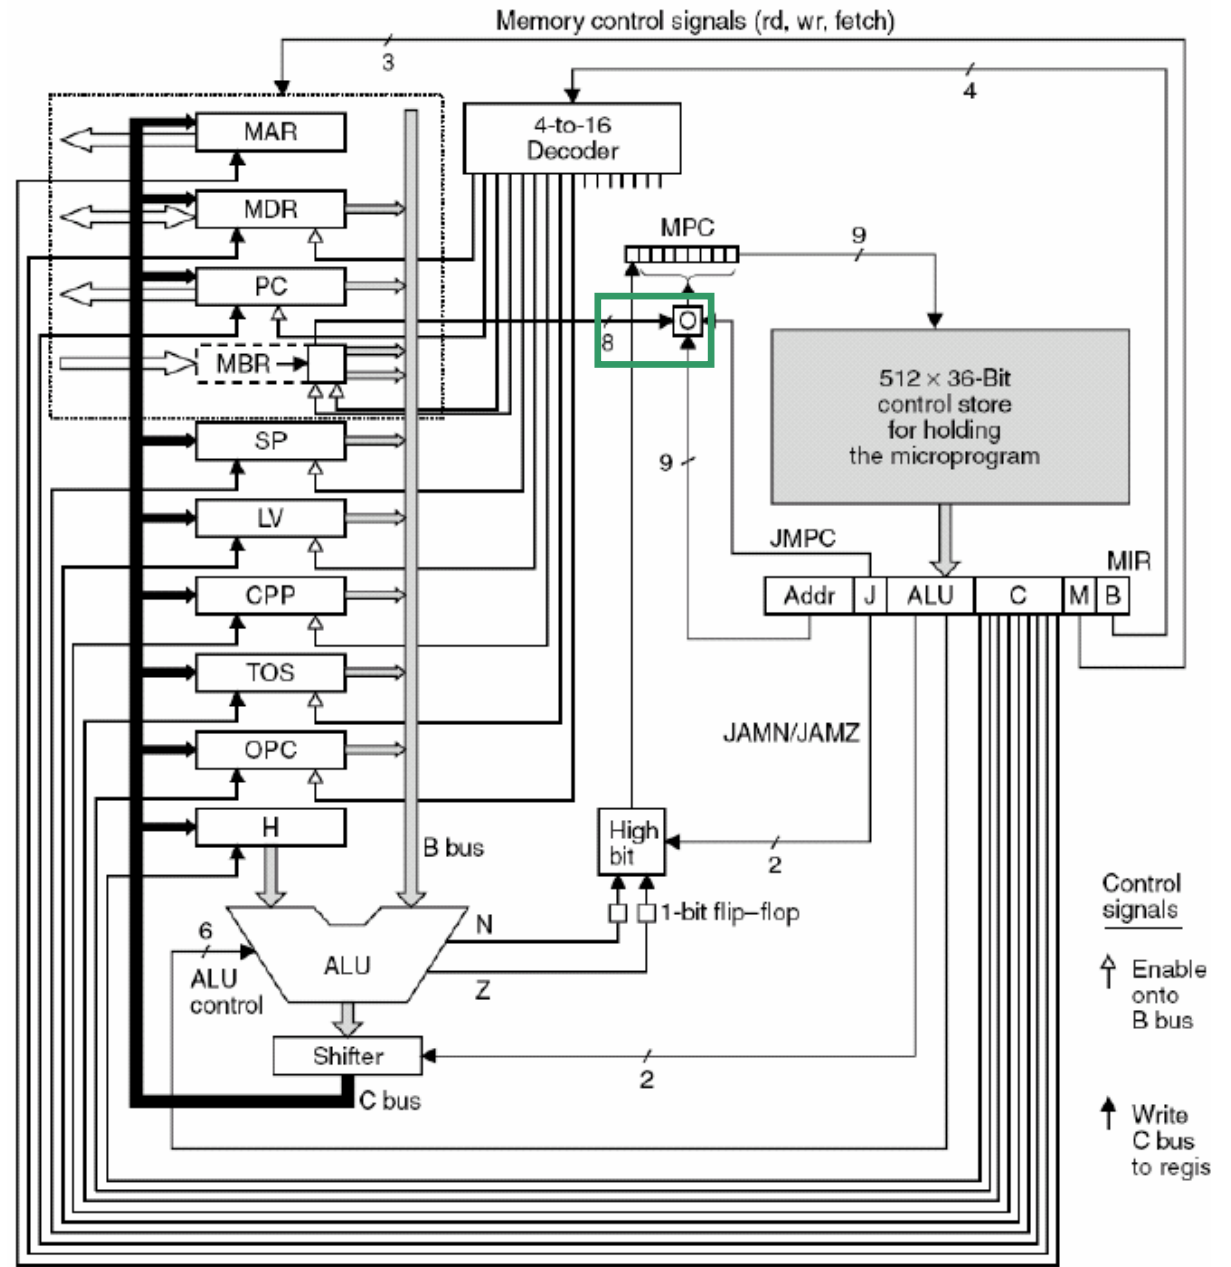 Memory control signals (rd, wr, fetch)
3
4
MAR
4-to-16
Decoder
MDR
MPC
9
PC
O
8
MBR
512 × 36-Bit
control store
for holding
the microprogram
SP
9
LV
JMPC
MIR
CPP
Addr
J
ALU
C
M
B
TOS
JAMN/JAMZ
OPC
H
High
bit
2
B bus
Control
signals
1-bit flip–flop
6
N
ALU
ALU
control
Z
Enable
onto
B bus
Shifter
2
C bus
Write
C bus
to regis